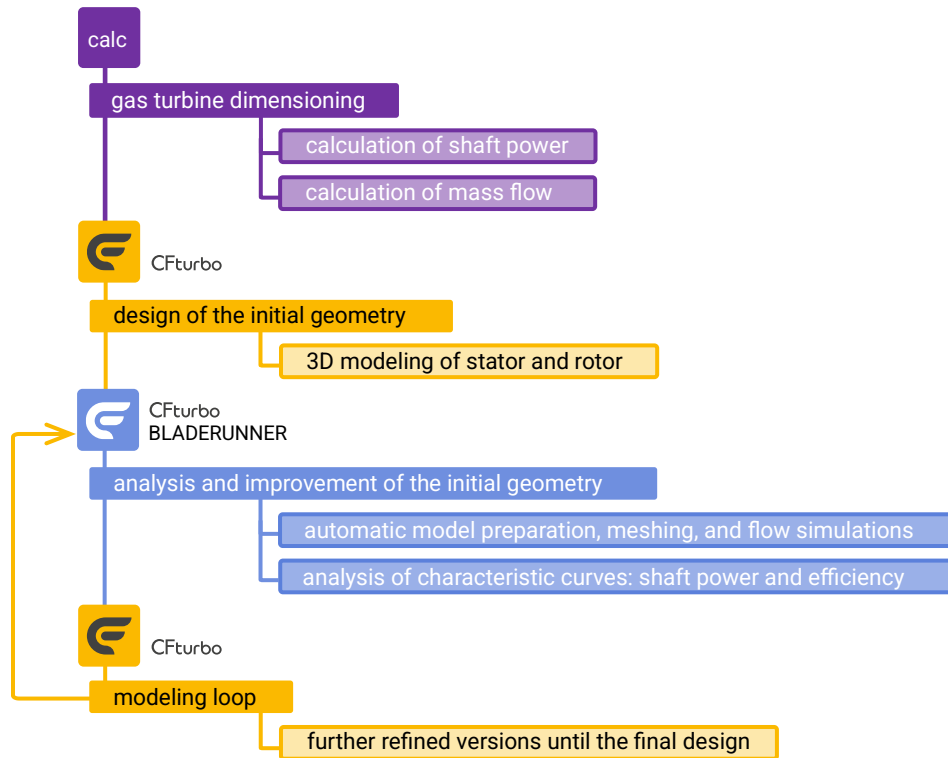 calc
gas turbine dimensioning
calculation of shaft power
calculation of mass flow
CFturbo
design of the initial geometry
3D modeling of stator and rotor
CFturbo
BLADERUNNER
analysis and improvement of the initial geometry
automatic model preparation, meshing, and flow simulations
analysis of characteristic curves: shaft power and efficiency
CFturbo
modeling loop
further refined versions until the final design